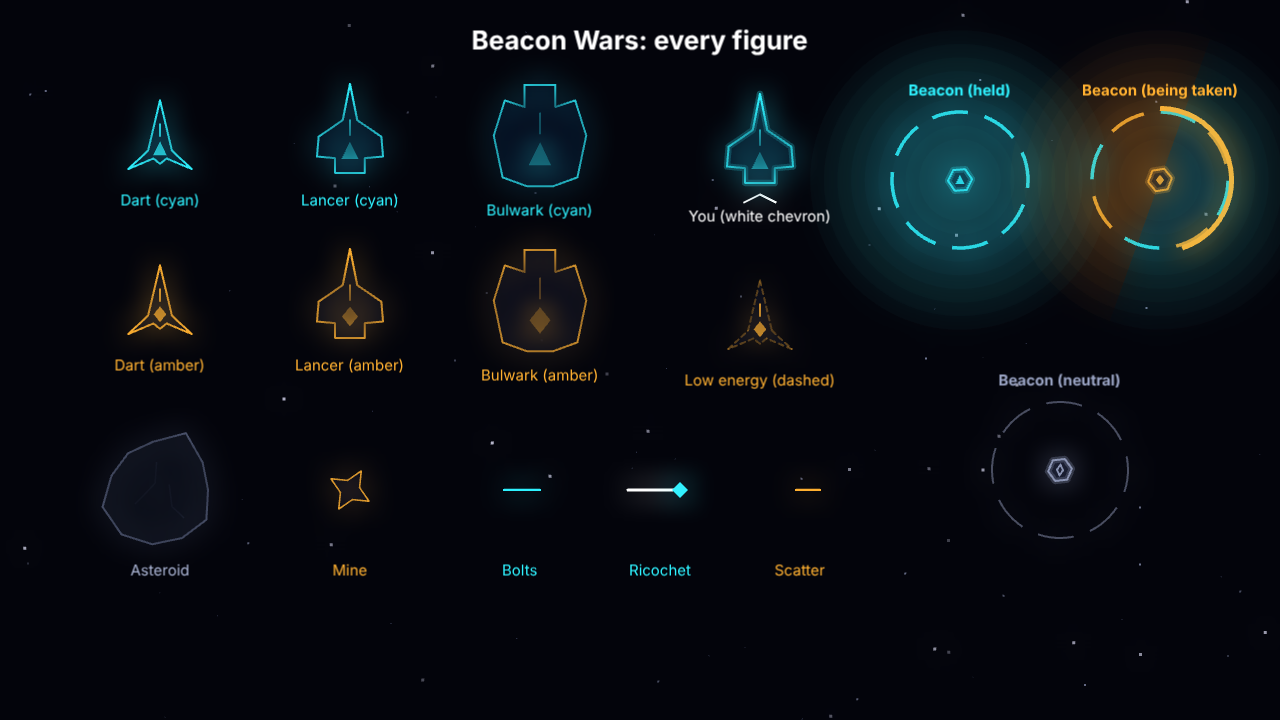 Beacon Wars: every figure
Beacon (held)
Beacon (being taken)
Dart (cyan)
Lancer (cyan)
Bulwark (cyan)
You (white chevron)
Dart (amber)
Lancer (amber)
Bulwark (amber)
Low energy (dashed)
Beacon (neutral)
Asteroid
Mine
Bolts
Ricochet
Scatter